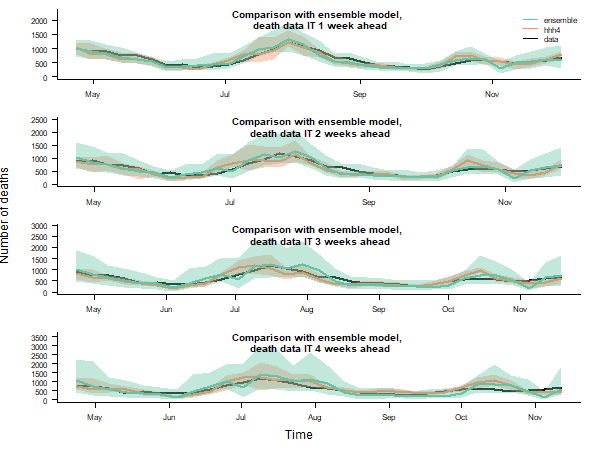 Comparison with ensemble model,
death data IT 1 week ahead
ensemble
hhh4
data
2000
1500
1000
500
0
May
Jul
Sep
Nov
Comparison with ensemble model,
death data IT 2 weeks ahead
2500
2000
1500
1000
500
0
May
Jul
Sep
Nov
Number of deaths
Comparison with ensemble model,
death data IT 3 weeks ahead
3000
2500
2000
1500
1000
500
0
May
Jun
Jul
Aug
Sep
Oct
Nov
Comparison with ensemble model,
death data IT 4 weeks ahead
3500
3000
2500
2000
1500
1000
500
0
May
Jun
Jul
Aug
Sep
Oct
Nov
Time